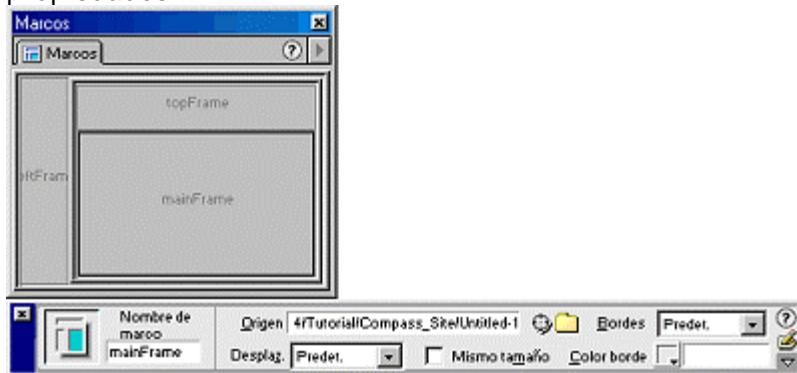 Marcos
Marcos
topFrame
mainFrame
Nombre de marco
mainFrame
Origen 4/Tutorial/Compass_Site/Untitled-1 Bordes Predet.
Desplaz. Predet. Mismo tamaño Color borde